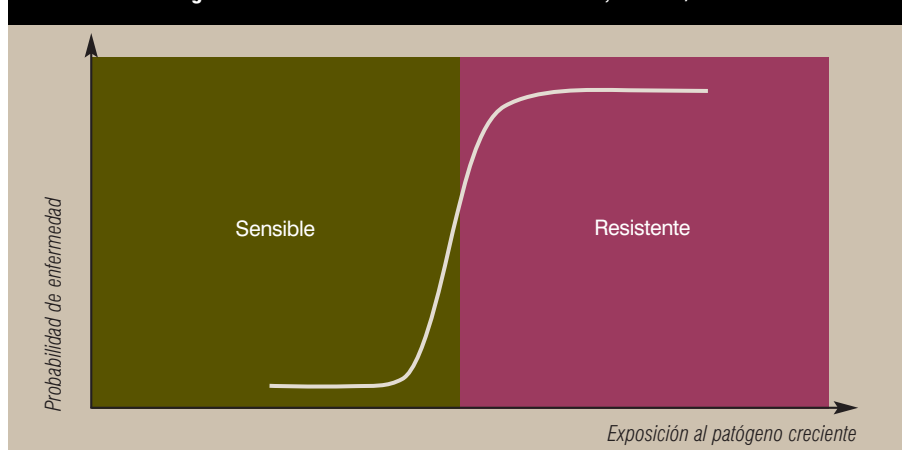 Probabilidad de enfermedad
Sensible
Resistente
Exposición al patógeno creciente